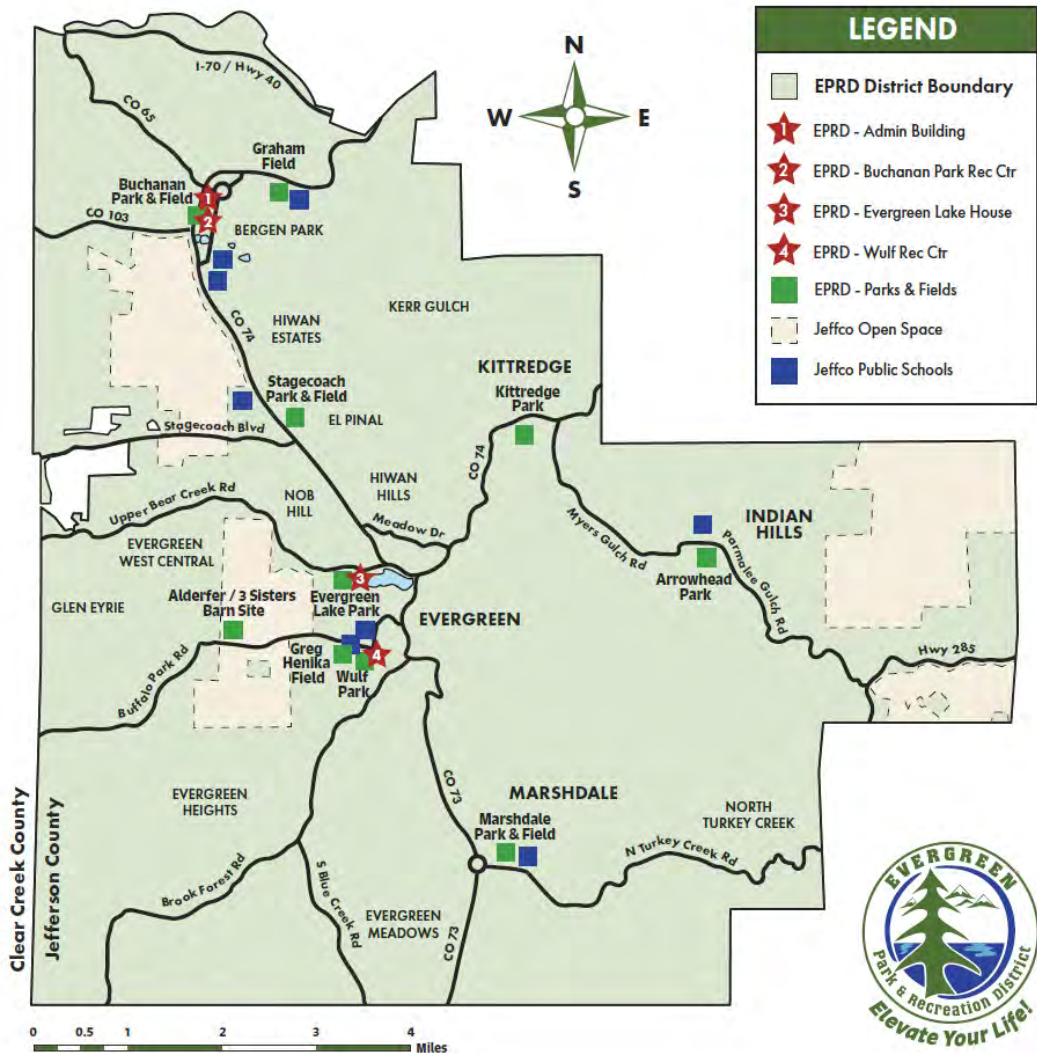 LEGEND
EPRD District Boundary
1
EPRD - Admin Building
2
EPRD - Buchanan Park Rec Ctr
3
EPRD - Evergreen Lake House
4
EPRD - Wulf Rec Ctr
EPRD - Parks & Fields
Jeffco Open Space
Jeffco Public Schools
N
W
E
S
I-70 / Hwy 40
CO 65
Graham
Field
Buchanan
Park & Field
1
2
CO 103
BERGEN PARK
KERR GULCH
HIWAN
ESTATES
CO 74
KITTREDGE
Kittredge
Park
Stagecoach
Park & Field
EL PINAL
Stagecoach Blvd
HIWAN
HILLS
CO 74
NOB
HILL
Upper Bear Creek Rd
Meadow Dr
Myers Gulch Rd
INDIAN
HILLS
Parmalee Gulch Rd
Arrowhead
Park
EVERGREEN
WEST CENTRAL
3
GLEN EYRIE
Alderfer / 3 Sisters
Barn Site
Evergreen
Lake Park
EVERGREEN
Greg
Henika
Field
Wulf
Park
4
Buffalo Park Rd
Hwy 285
EVERGREEN
HEIGHTS
CO 73
MARSHDALE
Marshdale
Park & Field
NORTH
TURKEY CREEK
N Turkey Creek Rd
Brook Forest Rd
S Blue Creek Rd
EVERGREEN
MEADOWS
CO 73
Clear Creek County
Jefferson County
EVERGREEN
Park & Recreation District
Elevate Your Life!
0 0.5 1 2 3 4
Miles